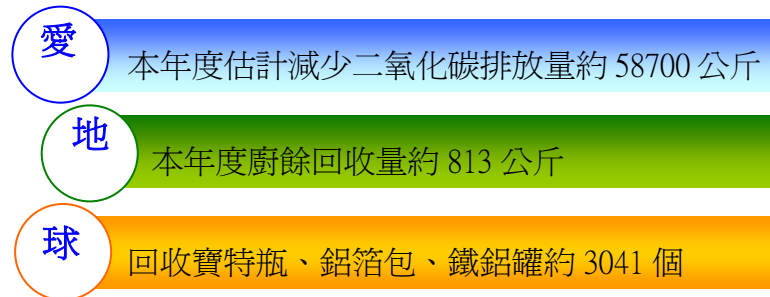 愛
本年度估計減少二氧化碳排放量約 58700 公斤
地
本年度廚餘回收量約 813 公斤
球
回收寶特瓶、鋁箔包、鐵鋁罐約 3041 個